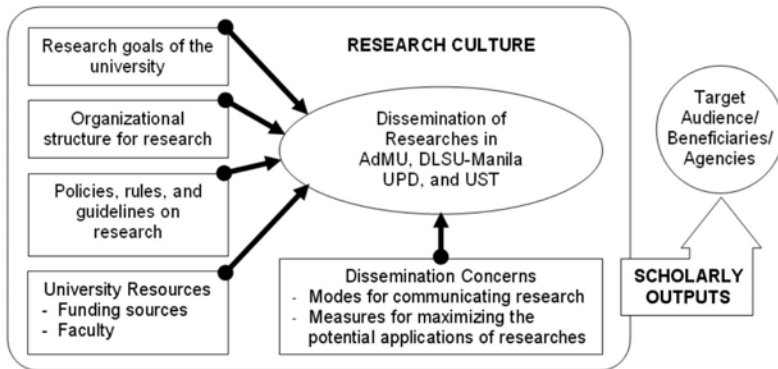 RESEARCH CULTURE
Research goals of the
university
Organizational
structure for research
Policies, rules, and
guidelines on
research
University Resources
- Funding sources
- Faculty
Dissemination of
Researches in
AdMU, DLSU-Manila
UPD, and UST
Dissemination Concerns
- Modes for communicating research
- Measures for maximizing the
potential applications of researches
SCHOLARLY
OUTPUTS
Target
Audience/
Beneficiaries/
Agencies